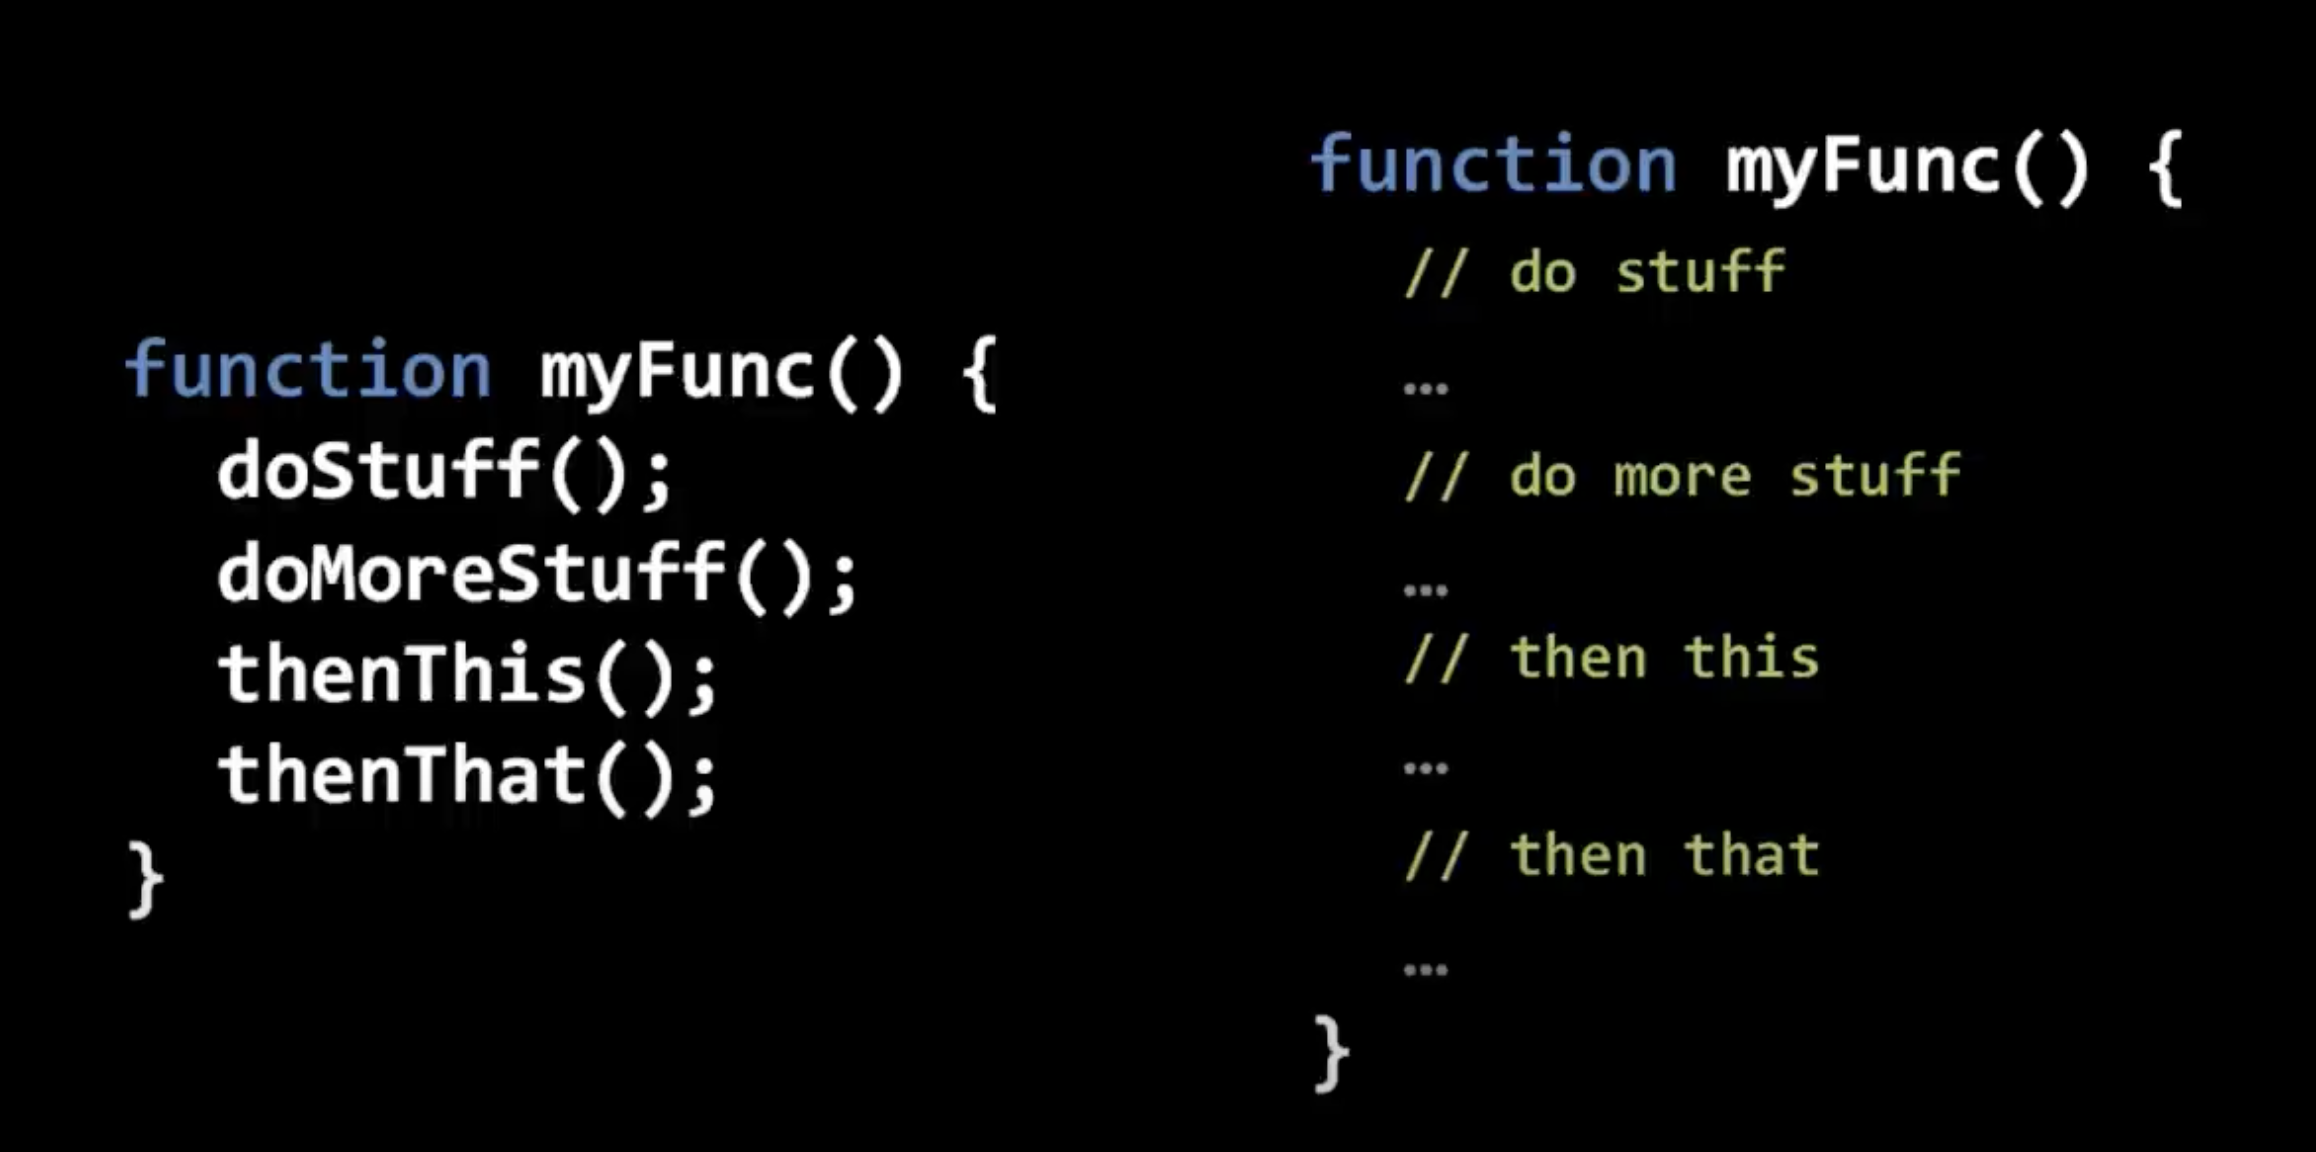 function myFunc() {
  doStuff();
  doMoreStuff();
  thenThis();
  thenThat();
}
function myFunc() {
  // do stuff
  …
  // do more stuff
  …
  // then this
  …
  // then that
  …
}